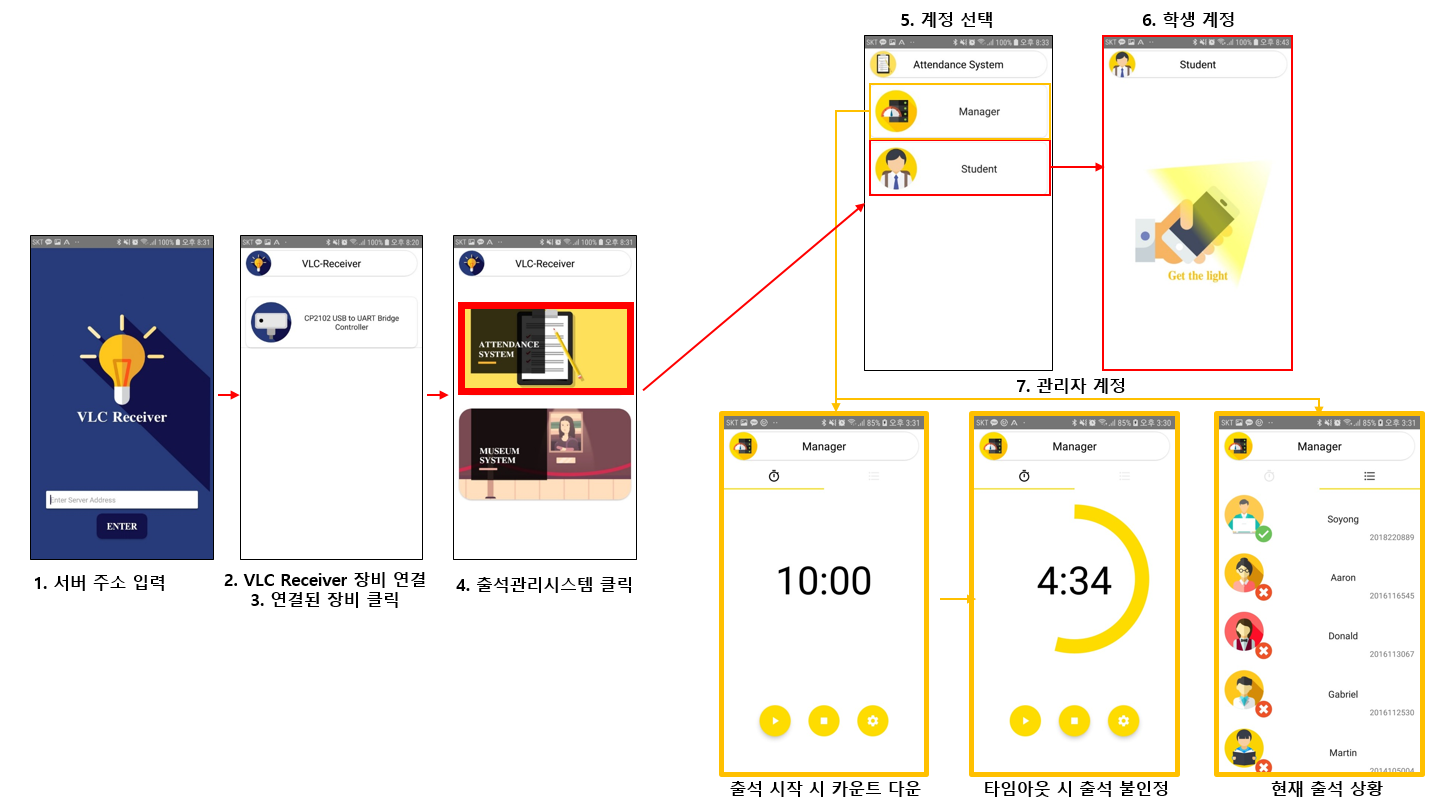 5. 계정 선택
6. 학생 계정
SKT 100% 오후 8:33
Attendance System
Manager
Student
SKT 100% 오후 8:43
Student
Get the light
SKT 100% 오후 8:31
VLC Receiver
Enter Server Address
ENTER
1. 서버 주소 입력
SKT 100% 오후 8:20
VLC-Receiver
CP2102 USB to UART Bridge
Controller
2. VLC Receiver 장비 연결
3. 연결된 장비 클릭
SKT 100% 오후 8:31
VLC-Receiver
ATTENDANCE
SYSTEM
MUSEUM
SYSTEM
4. 출석관리시스템 클릭
7. 관리자 계정
SKT 85% 오후 3:31
Manager
10:00
출석 시작 시 카운트 다운
SKT 85% 오후 3:30
Manager
4:34
타임아웃 시 출석 불인정
SKT 85% 오후 3:31
Manager
Soyong
2018220889
Aaron
2016116545
Donald
2016113067
Gabriel
2016112530
Martin
2014105004
현재 출석 상황